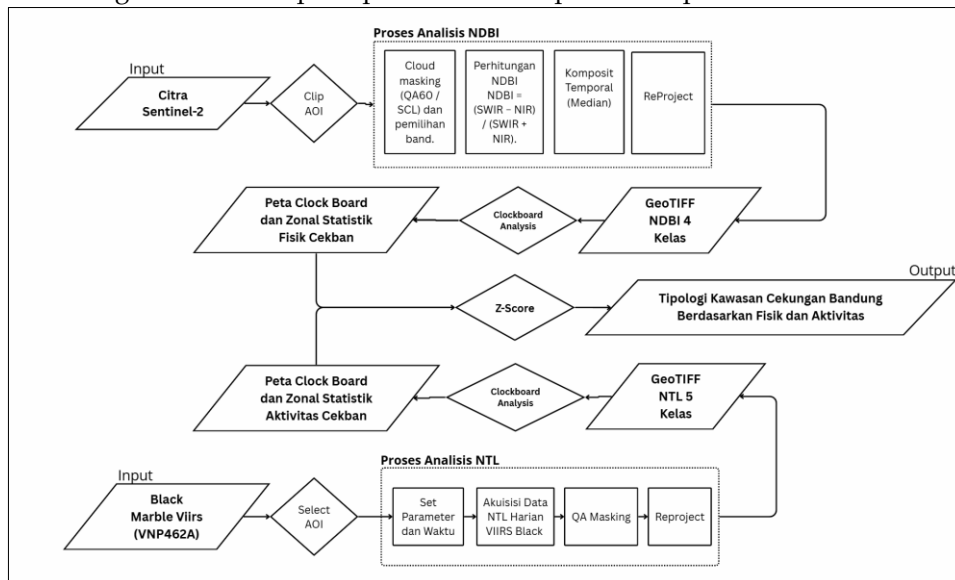 Proses Analisis NDBI
Input
Citra
Sentinel-2
Clip
AOI
Cloud
masking
(QA60 /
SCL) dan
pemilihan
band.
Perhitungan
NDBI
NDBI =
(SWIR − NIR)
/ (SWIR +
NIR).
Komposit
Temporal
(Median)
ReProject
Peta Clock Board
dan Zonal Statistik
Fisik Cekban
Clockboard
Analysis
GeoTIFF
NDBI 4
Kelas
Output
Z-Score
Tipologi Kawasan Cekungan Bandung
Berdasarkan Fisik dan Aktivitas
Peta Clock Board
dan Zonal Statistik
Aktivitas Cekban
Clockboard
Analysis
GeoTIFF
NTL 5
Kelas
Proses Analisis NTL
Input
Black
Marble Viirs
(VNP462A)
Select
AOI
Set
Parameter
dan Waktu
Akuisisi Data
NTL Harian
VIIRS Black
QA Masking
Reproject